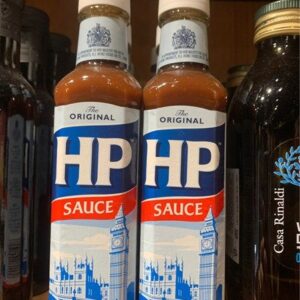 The
ORIGINAL
HP
SAUCE
The
ORIGINAL
HP
SAUCE
Casa Rinaldi